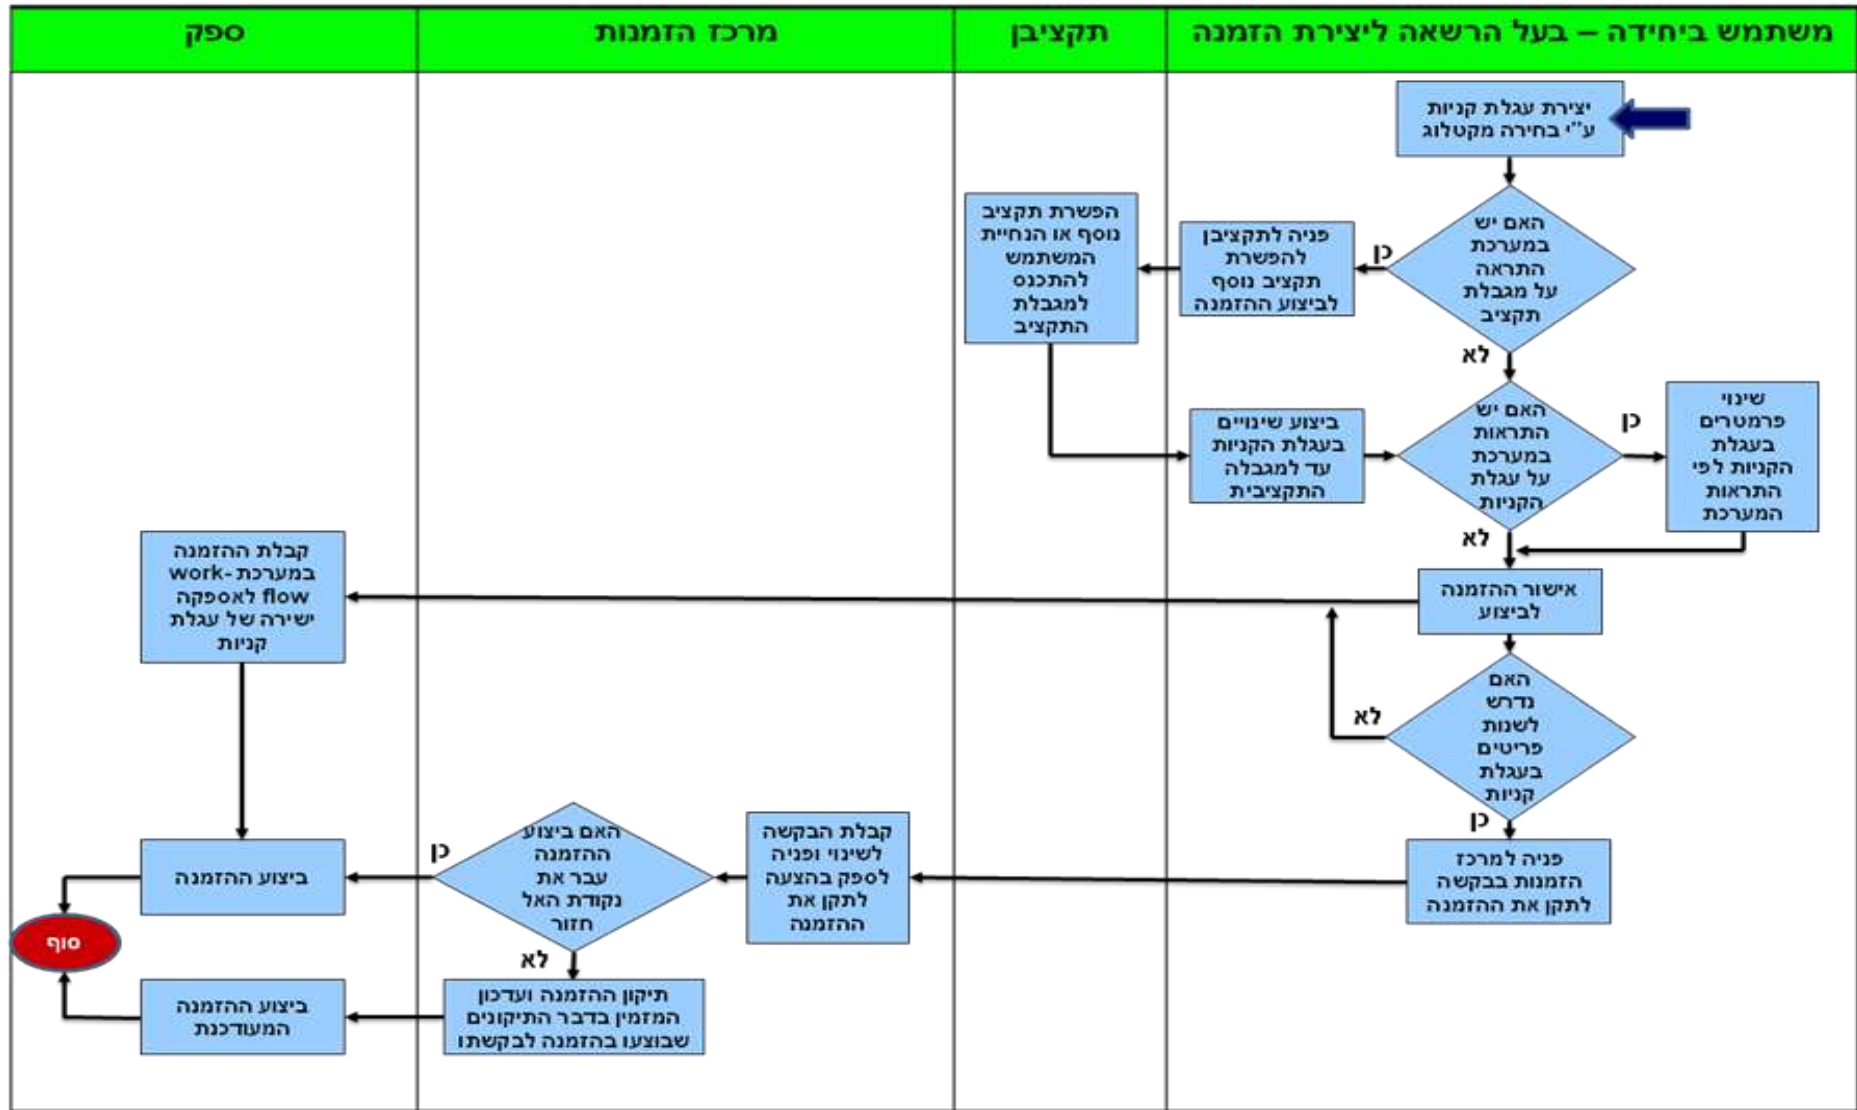 משתמש ביחידה – בעל הרשאה ליצירת הזמנה
תקציבן
מרכז הזמנות
ספק
יצירת עגלת קניות
ע"י בחירה מקטלוג
האם יש
במערכת
התראה
על מגבלת
תקציב
כן
פניה לתקציבן
להפשרת
תקציב נוסף
לביצוע ההזמנה
הפשרת תקציב
נוסף או הנחיית
המשתמש
להתכנס
למגבלת
התקציב
לא
ביצוע שינויים
בעגלת הקניות
עד למגבלה
התקציבית
האם יש
התראות
במערכת
על עגלת
הקניות
כן
שינוי
פרמטרים
בעגלת
הקניות לפי
התראות
המערכת
לא
אישור ההזמנה
לביצוע
קבלת ההזמנה
במערכת work-
flow לאספקה
ישירה של עגלת
קניות
האם
נדרש
לשנות
פריטים
בעגלת
קניות
לא
כן
פניה למרכז
הזמנות בבקשה
לתקן את ההזמנה
קבלת הבקשה
לשינוי ופניה
לספק בהצעה
לתקן את
ההזמנה
האם ביצוע
ההזמנה
עבר את
נקודת האל
חזור
כן
ביצוע ההזמנה
לא
תיקון ההזמנה ועדכון
המזמין בדבר התיקונים
שבוצעו בהזמנה לבקשתו
ביצוע ההזמנה
המעודכנת
סוף